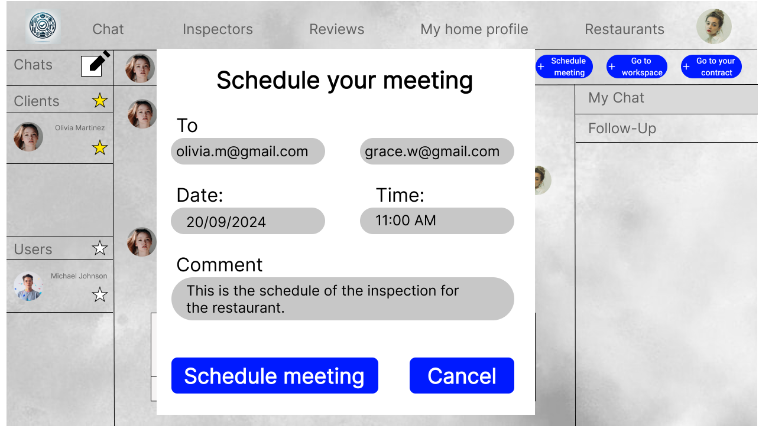 Chat Inspectors Reviews My home profile Restaurants
Chats
Clients
Olivia Martinez
Users
Michael Johnson
Schedule your meeting
To
olivia.m@gmail.com grace.w@gmail.com
Date: Time:
20/09/2024 11:00 AM
Comment
This is the schedule of the inspection for
the restaurant.
Schedule meeting Cancel
+ Schedule
meeting
+ Go to
workspace
+ Go to your
contract
My Chat
Follow-Up